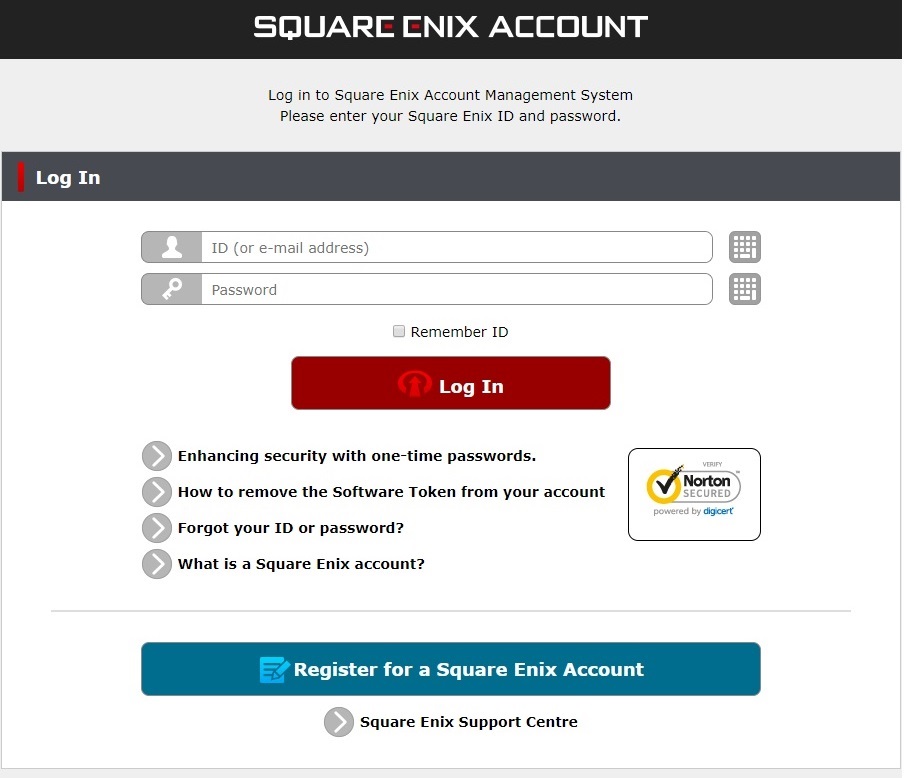 SQUARE ENIX ACCOUNT
Log in to Square Enix Account Management System
Please enter your Square Enix ID and password.
Log In
ID (or e-mail address)
Password
Remember ID
Log In
Enhancing security with one-time passwords.
How to remove the Software Token from your account
Forgot your ID or password?
What is a Square Enix account?
VERIFY
Norton
SECURED
powered by digicert
Register for a Square Enix Account
Square Enix Support Centre